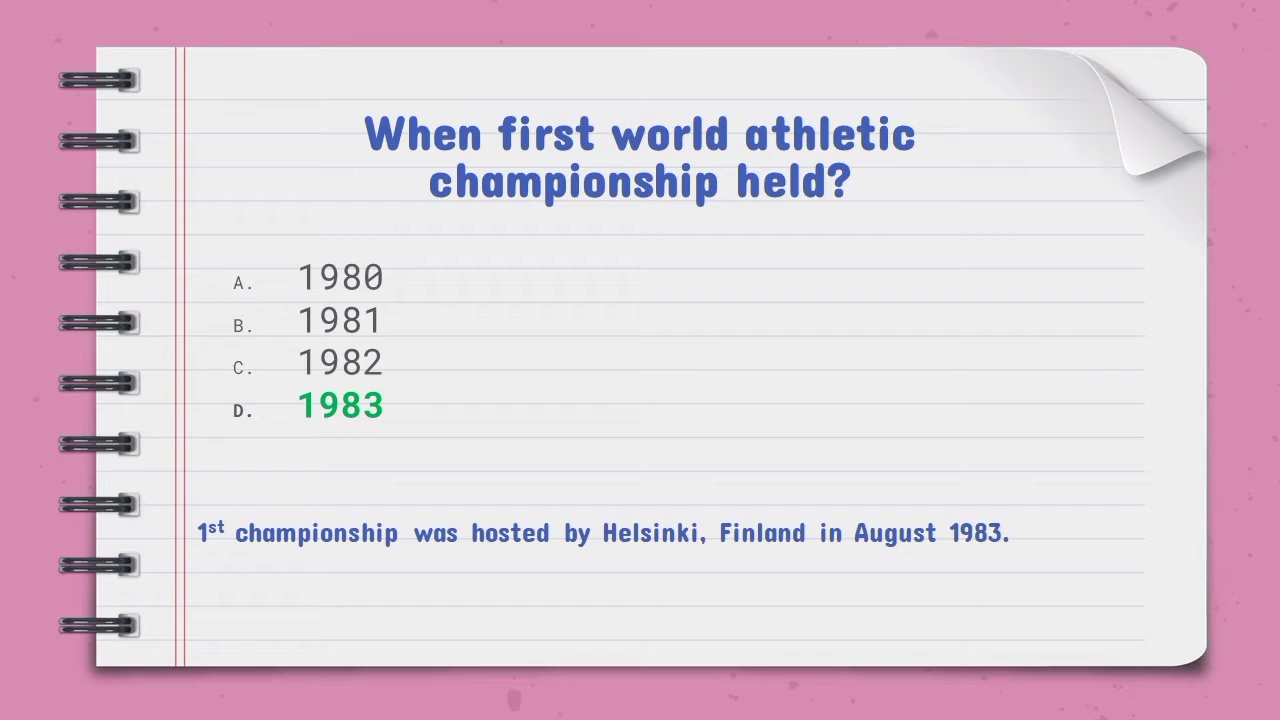 When first world athletic
championship held?
A. 1980
B. 1981
C. 1982
D. 1983
1st championship was hosted by Helsinki, Finland in August 1983.